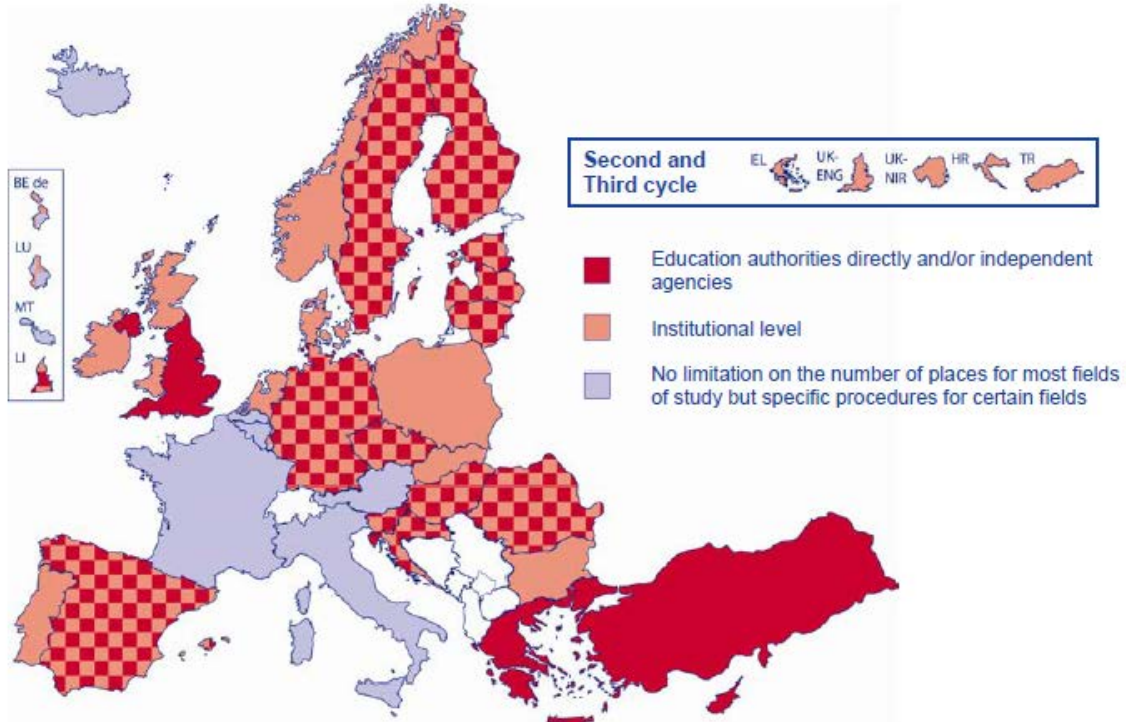 Second and
Third cycle
IEL
UK-
ENG
UK-
NIR
HR
TR
BE de
LU
MT
LI
Education authorities directly and/or independent
agencies
Institutional level
No limitation on the number of places for most fields
of study but specific procedures for certain fields